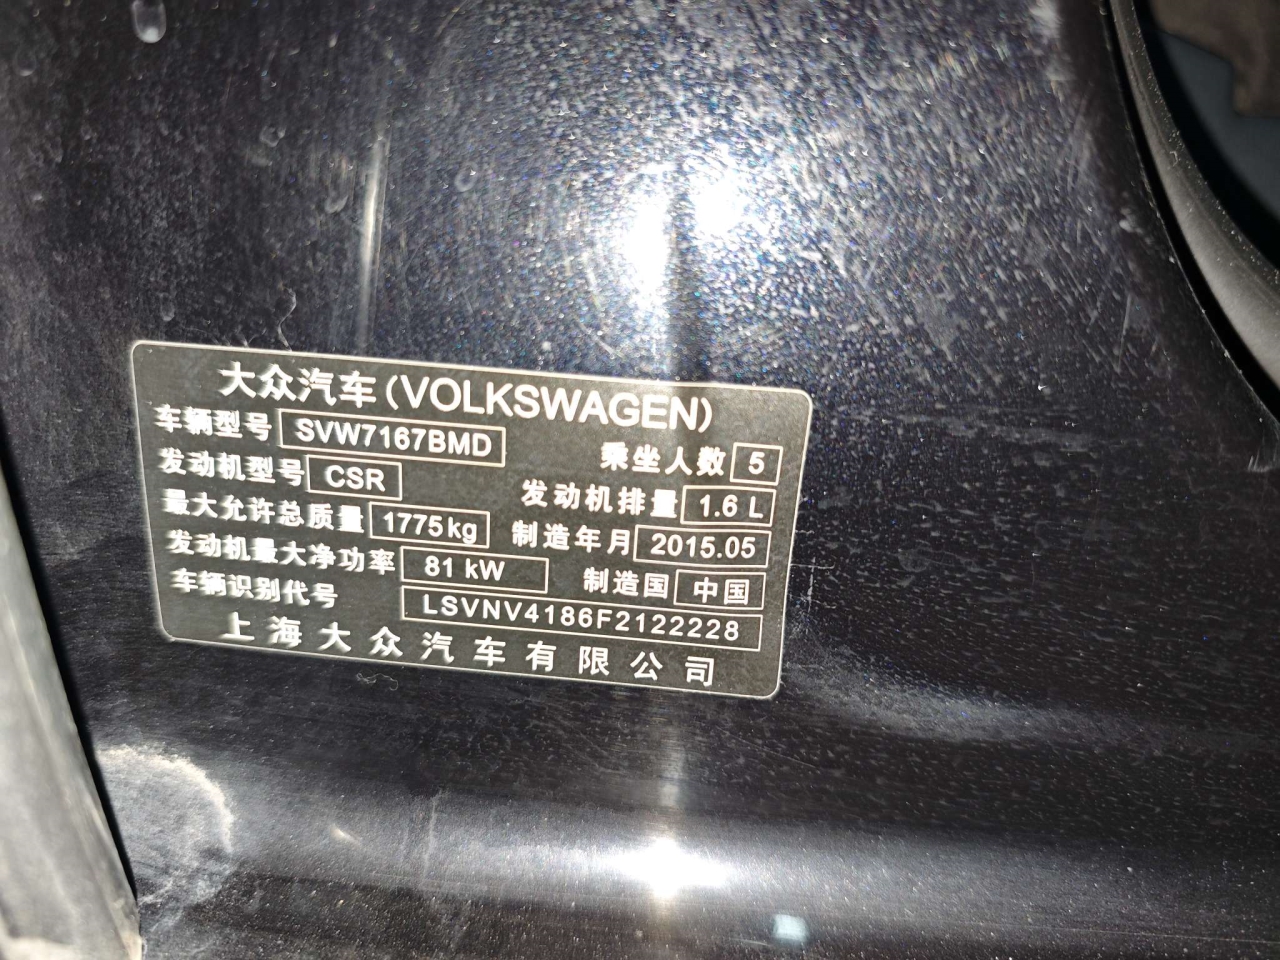 大众汽车(VOLKSWAGEN)
车辆型号 SVW7167BMD 乘坐人数 5
发动机型号 CSR 发动机排量 1.6 L
最大允许总质量 1775kg 制造年月 2015.05
发动机最大净功率 81 kW 制造国 中国
车辆识别代号 LSVNV4186F2122228
上海大众汽车有限公司